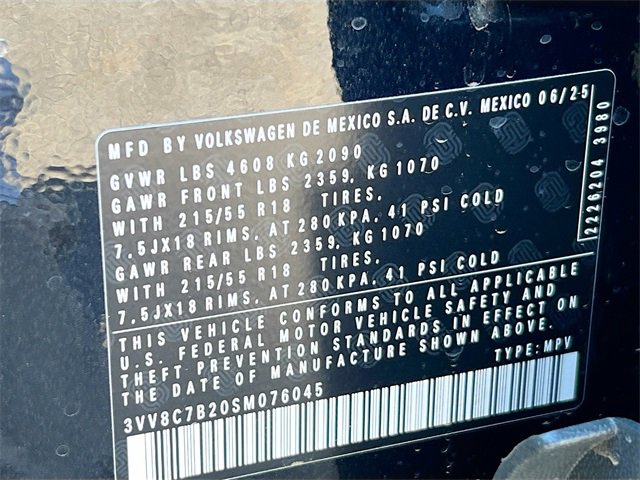 MFD BY VOLKSWAGEN DE MEXICO S.A. DE C.V. MEXICO 06/25
GVWR LBS 4608 KG 2090
GAWR FRONT LBS 2359, KG 1070
WITH 215/55 R18 TIRES,
7,5JX18 RIMS, AT 280 KPA, 41 PSI COLD
GAWR REAR LBS 2359, KG 1070
WITH 215/55 R18 TIRES,
7,5JX18 RIMS, AT 280 KPA, 41 PSI COLD
THIS VEHICLE CONFORMS TO ALL APPLICABLE
U.S. FEDERAL MOTOR VEHICLE SAFETY AND
THEFT PREVENTION STANDARDS IN EFFECT ON
THE DATE OF MANUFACTURE SHOWN ABOVE.
3VV8C7B20SM076045 TYPE: MPV
2226204 3980